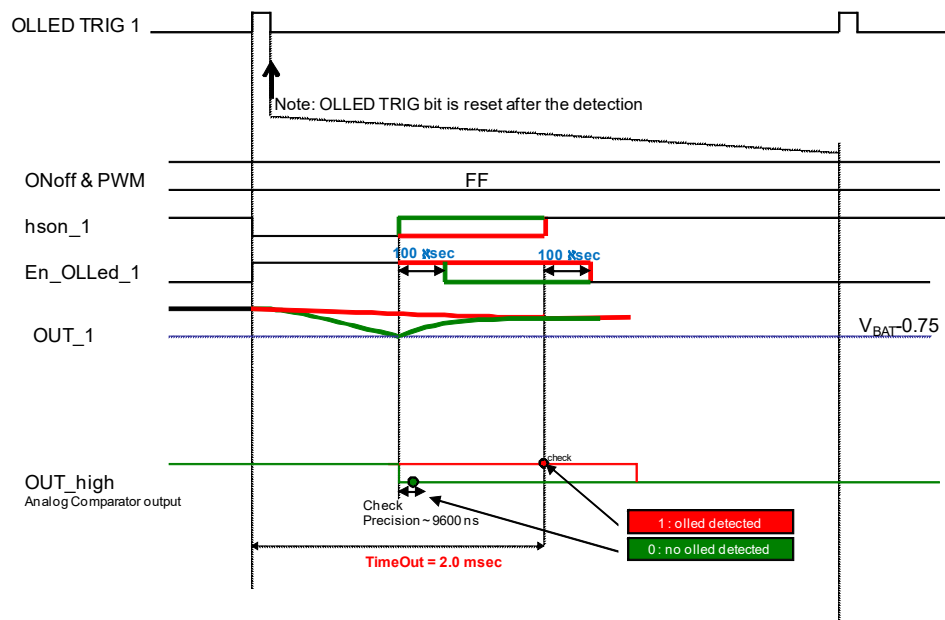 OLLED TRIG 1
Note: OLLED TRIG bit is reset after the detection
ONoff & PWM
FF
hson_1
100 µsec
100 µsec
En_OLLed_1
OUT_1
VBAT-0.75
check
OUT_high
Analog Comparator output
Check
Precision ~ 9600 ns
1 : olled detected
0 : no olled detected
TimeOut = 2.0 msec